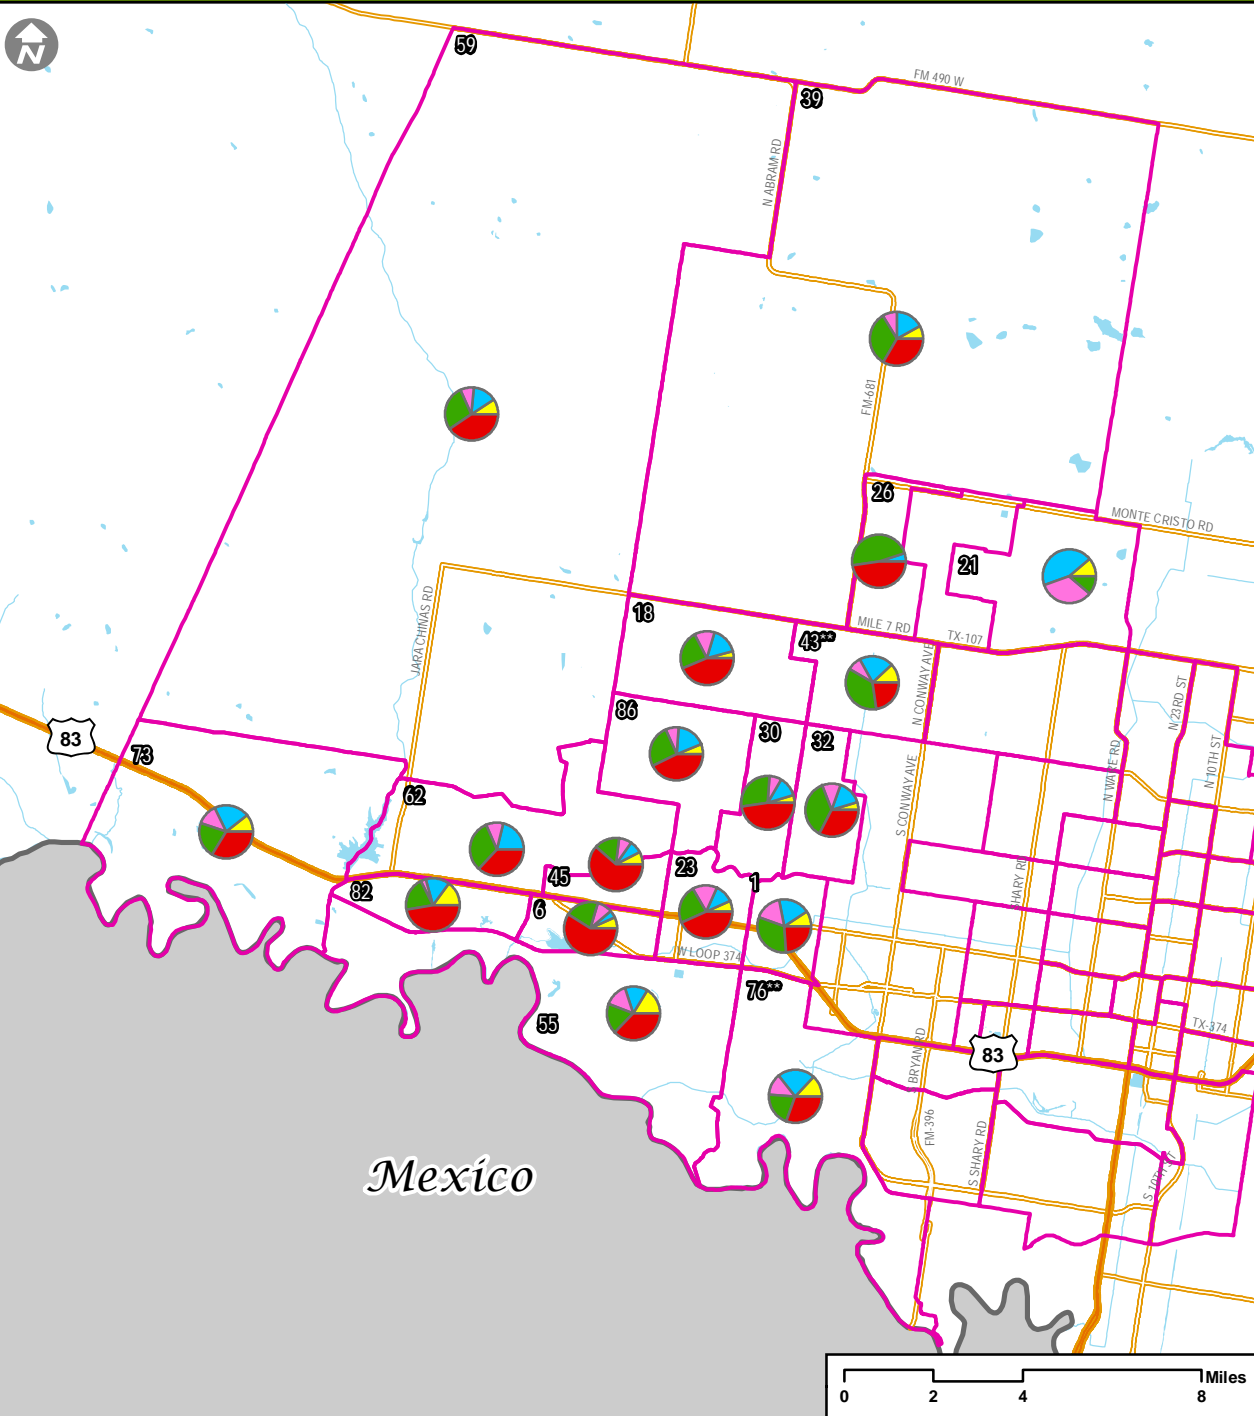 N
59
39
FM 490 W
N ABRAM RD
FM-681
26
MONTE CRISTO RD
21
18
43**
MILE 7 RD
TX-107
JARA CHINAS RD
N CONWAY AVE
N 23RD ST
86
30
32
83
73
N WARE RD
N 10TH ST
62
S CONWAY AVE
45
23
1
82
6
SHARY RD
W LOOP 374
76**
55
TX-374
83
BRYAN RD
FM-396
S SHARY RD
S 10TH ST
Mexico
Miles
0 2 4 8